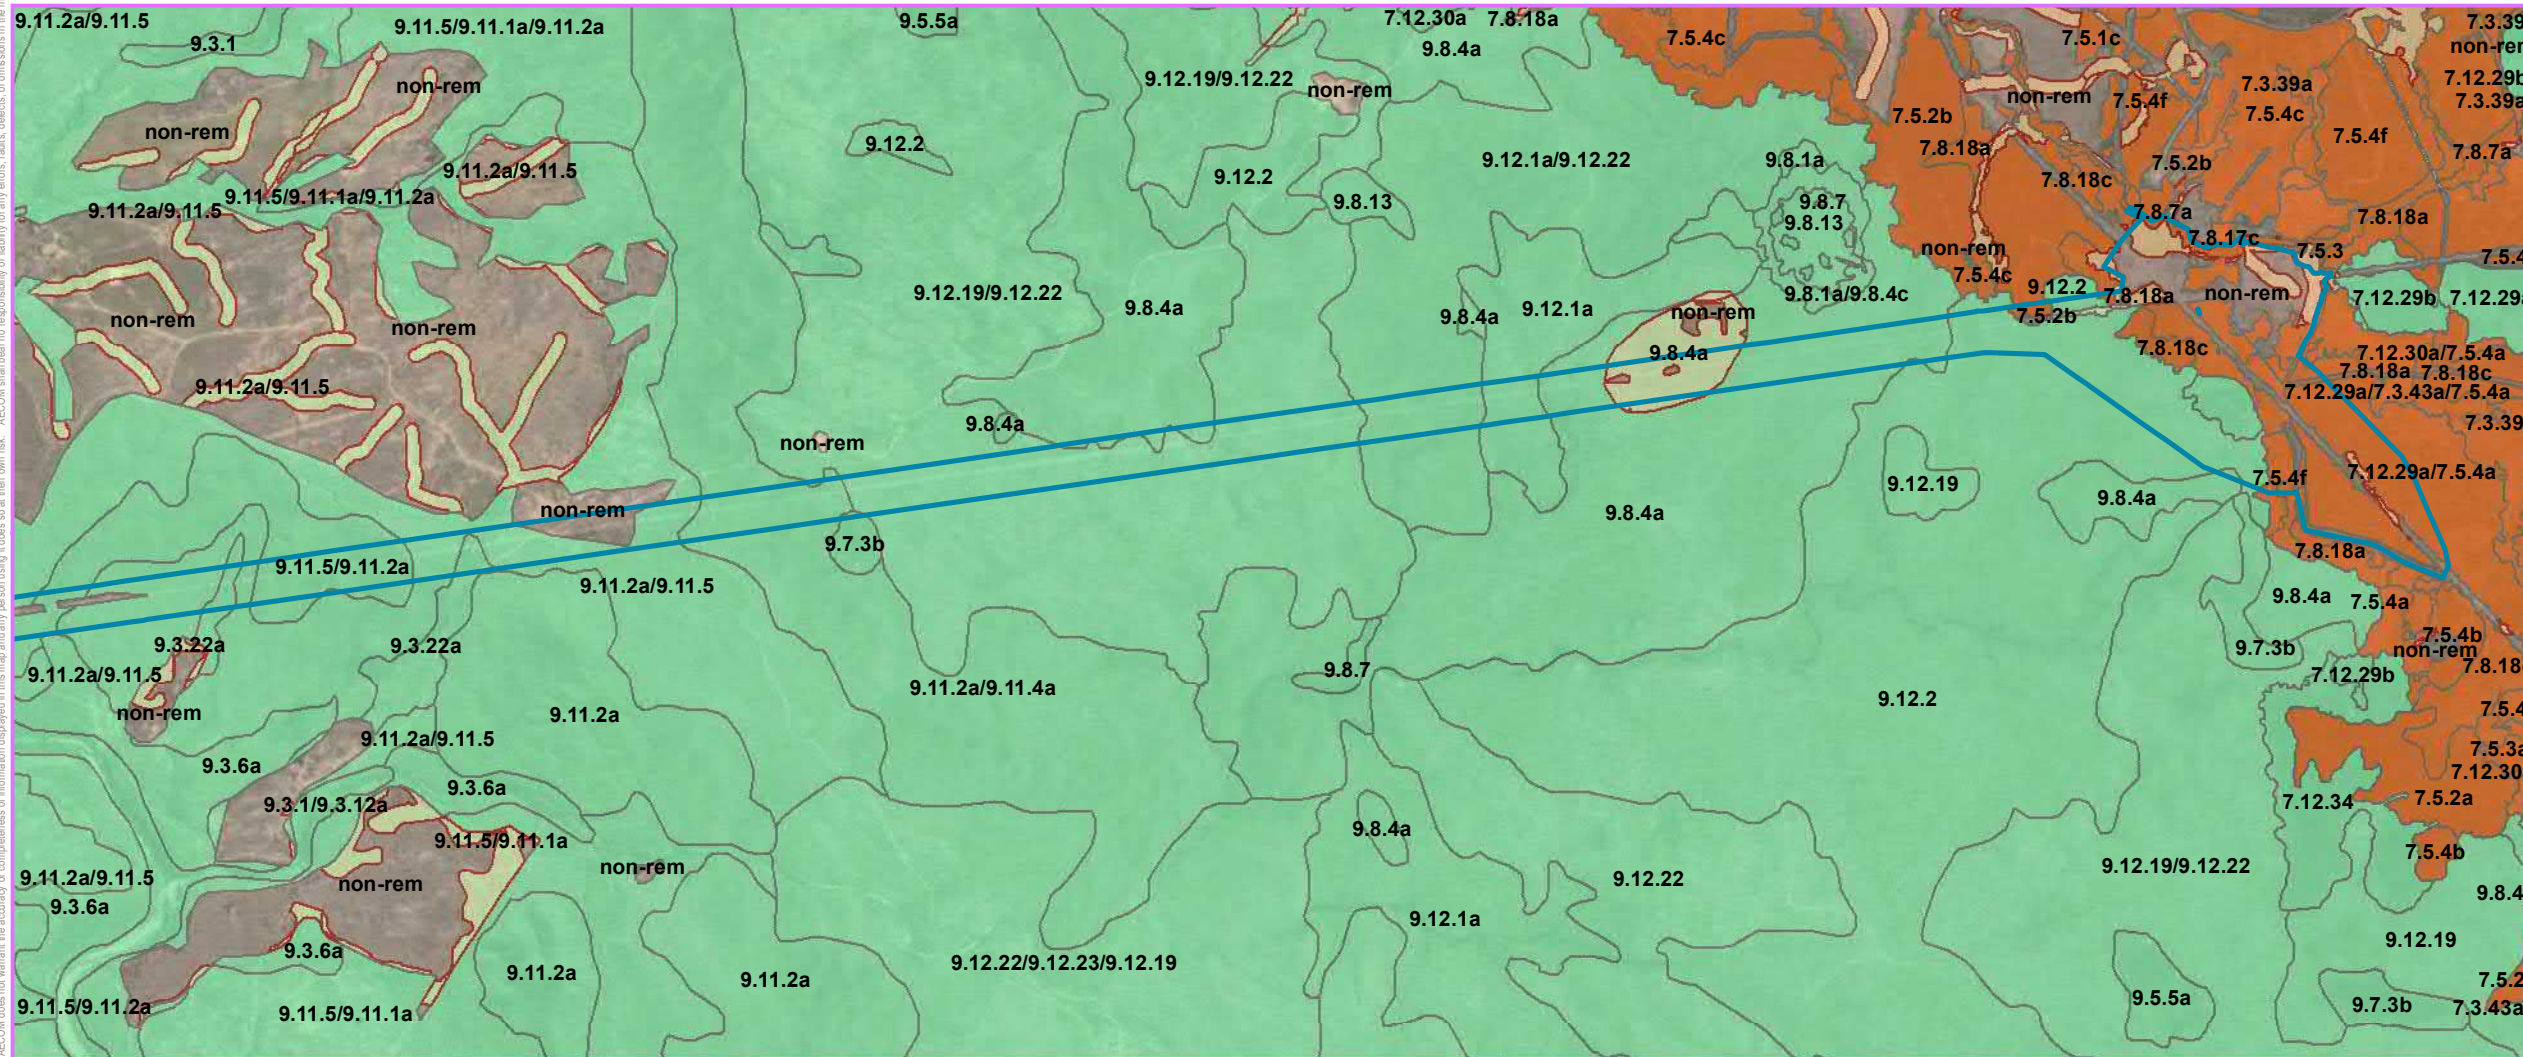 9.11.2a/9.11.5
9.5.5a
7.12.30a
7.8.18a
9.11.5/9.11.1a/9.11.2a
9.3.1
7.5.4c
7.5.1c
7.3.39
9.8.4a
9.12.19/9.12.22
non-rem
non-rem
non-rem
7.3.39a
7.12.29b
7.5.4f
7.3.39a
7.5.2b
7.5.4c
non-rem
9.12.2
7.5.4f
7.8.18a
7.8.7a
9.12.1a/9.12.22
9.8.1a
7.5.2b
9.11.2a/9.11.5
9.12.2
7.8.18c
9.11.5/9.11.1a/9.11.2a
9.8.13
9.8.7
9.11.2a/9.11.5
7.8.7a
7.8.18a
9.8.13
7.8.17c
non-rem
7.5.3
7.5.4
7.5.4c
9.12.2
9.12.19/9.12.22
9.8.1a/9.8.4c
7.8.18a
non-rem
7.12.29b
7.12.29a
9.8.4a
9.12.1a
non-rem
9.8.4a
7.5.2b
non-rem
non-rem
7.8.18c
9.8.4a
7.12.30a/7.5.4a
7.8.18a
7.8.18c
9.11.2a/9.11.5
7.12.29a/7.3.43a/7.5.4a
9.8.4a
7.3.39
non-rem
7.5.4f
7.12.29a/7.5.4a
9.12.19
9.8.4a
non-rem
9.8.4a
9.7.3b
7.8.18a
9.11.5/9.11.2a
9.11.2a/9.11.5
9.8.4a
7.5.4a
9.3.22a
9.3.22a
7.5.4b
9.7.3b
non-rem
7.8.18
9.11.2a/9.11.5
9.8.7
7.12.29b
9.11.2a/9.11.4a
9.12.2
non-rem
9.11.2a
7.5.4
9.11.2a/9.11.5
7.5.3a
9.3.6a
7.12.30
9.3.6a
7.12.34
7.5.2a
9.3.1/9.3.12a
9.8.4a
9.11.5/9.11.1a
7.5.4b
non-rem
9.12.19/9.12.22
9.11.2a/9.11.5
non-rem
9.12.22
9.8.4
9.3.6a
9.12.1a
9.3.6a
9.12.19
9.12.22/9.12.23/9.12.19
9.11.2a
9.11.2a
7.5.2
9.5.5a
9.11.5/9.11.2a
9.11.5/9.11.1a
9.7.3b
7.3.43a